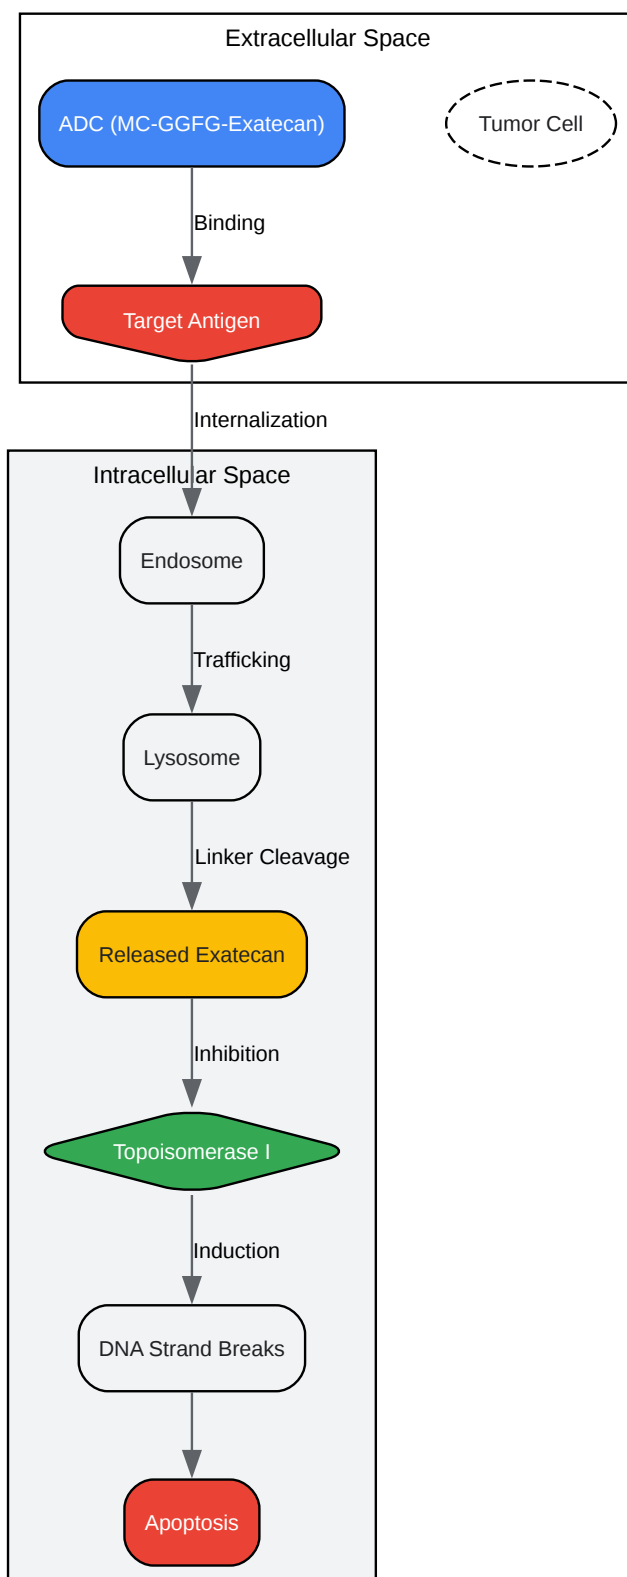 Extracellular Space
ADC (MC-GGFG-Exatecan)
Tumor Cell
Binding
Target Antigen
Internalization
Intracellular Space
Endosome
Trafficking
Lysosome
Linker Cleavage
Released Exatecan
Inhibition
Topoisomerase I
Induction
DNA Strand Breaks
Apoptosis